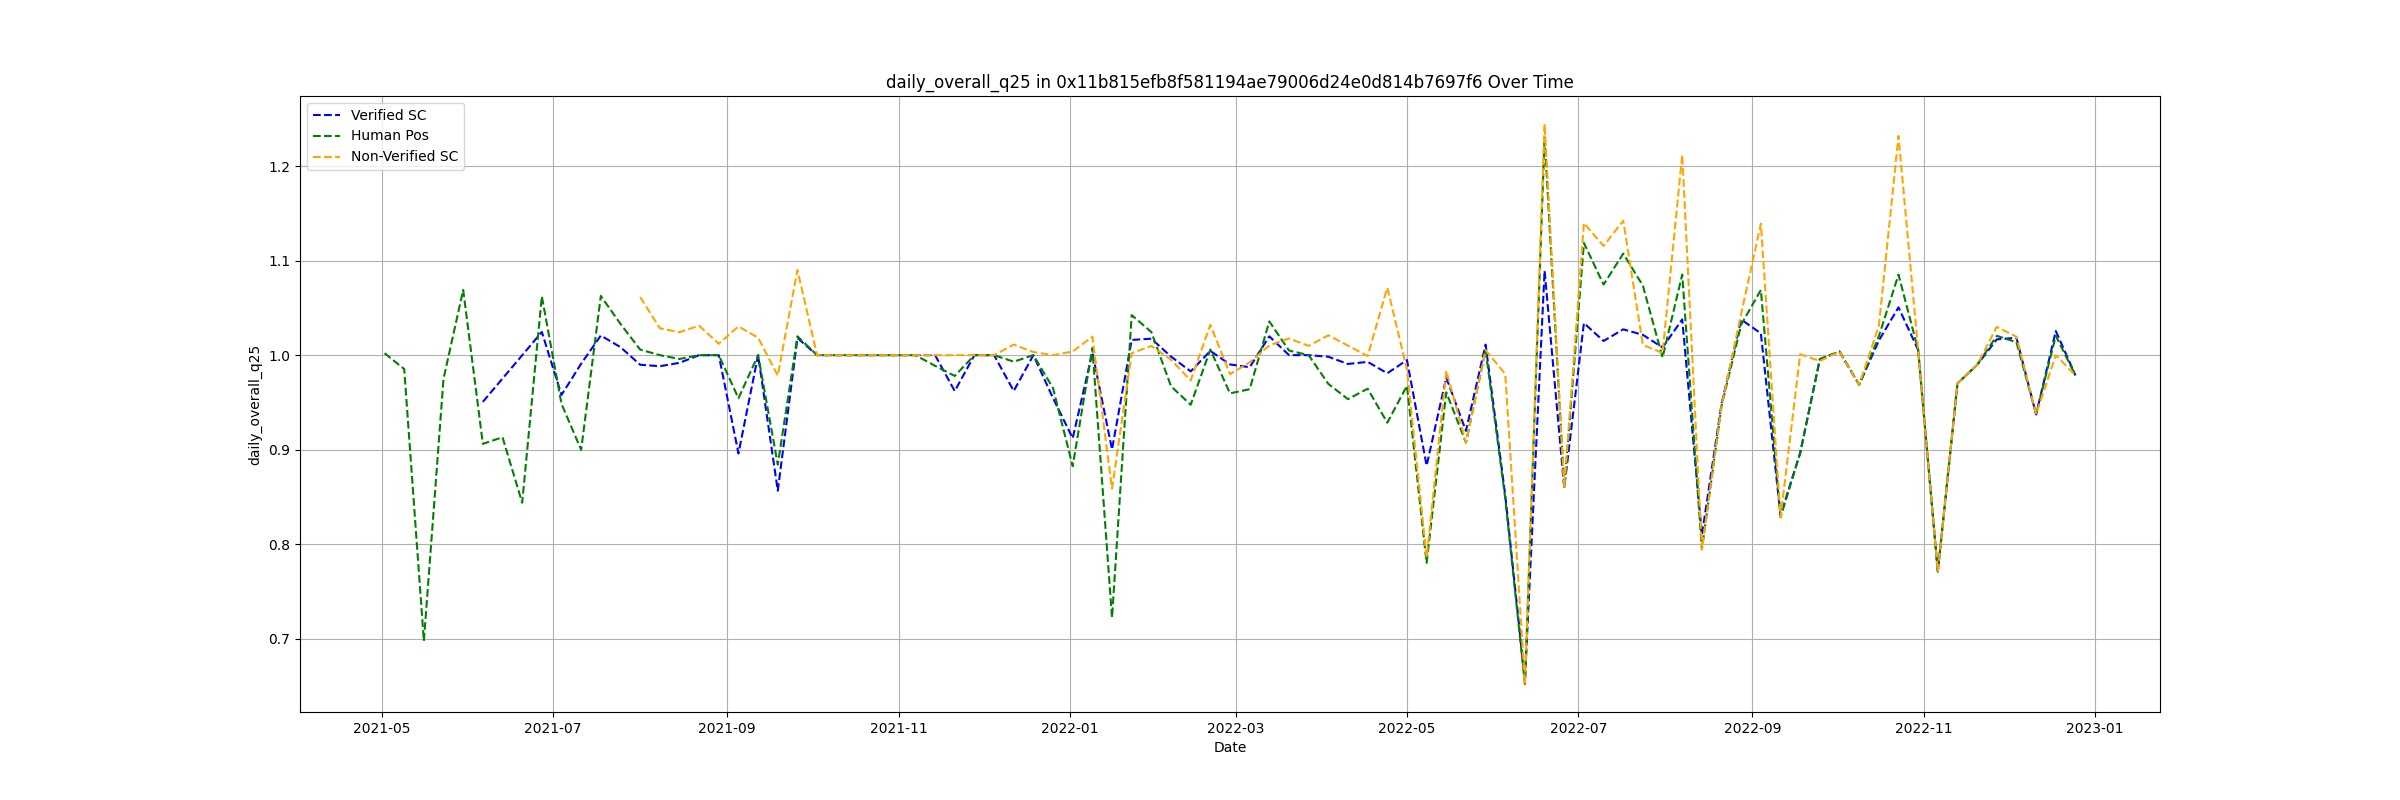 daily_overall_q25 in 0x11b815efb8f581194ae79006d24e0d814b7697f6 Over Time
Verified SC
Human Pos
Non-Verified SC
daily_overall_q25
1.2
1.1
1.0
0.9
0.8
0.7
2021-05 2021-07 2021-09 2021-11 2022-01 2022-03 2022-05 2022-07 2022-09 2022-11 2023-01
Date